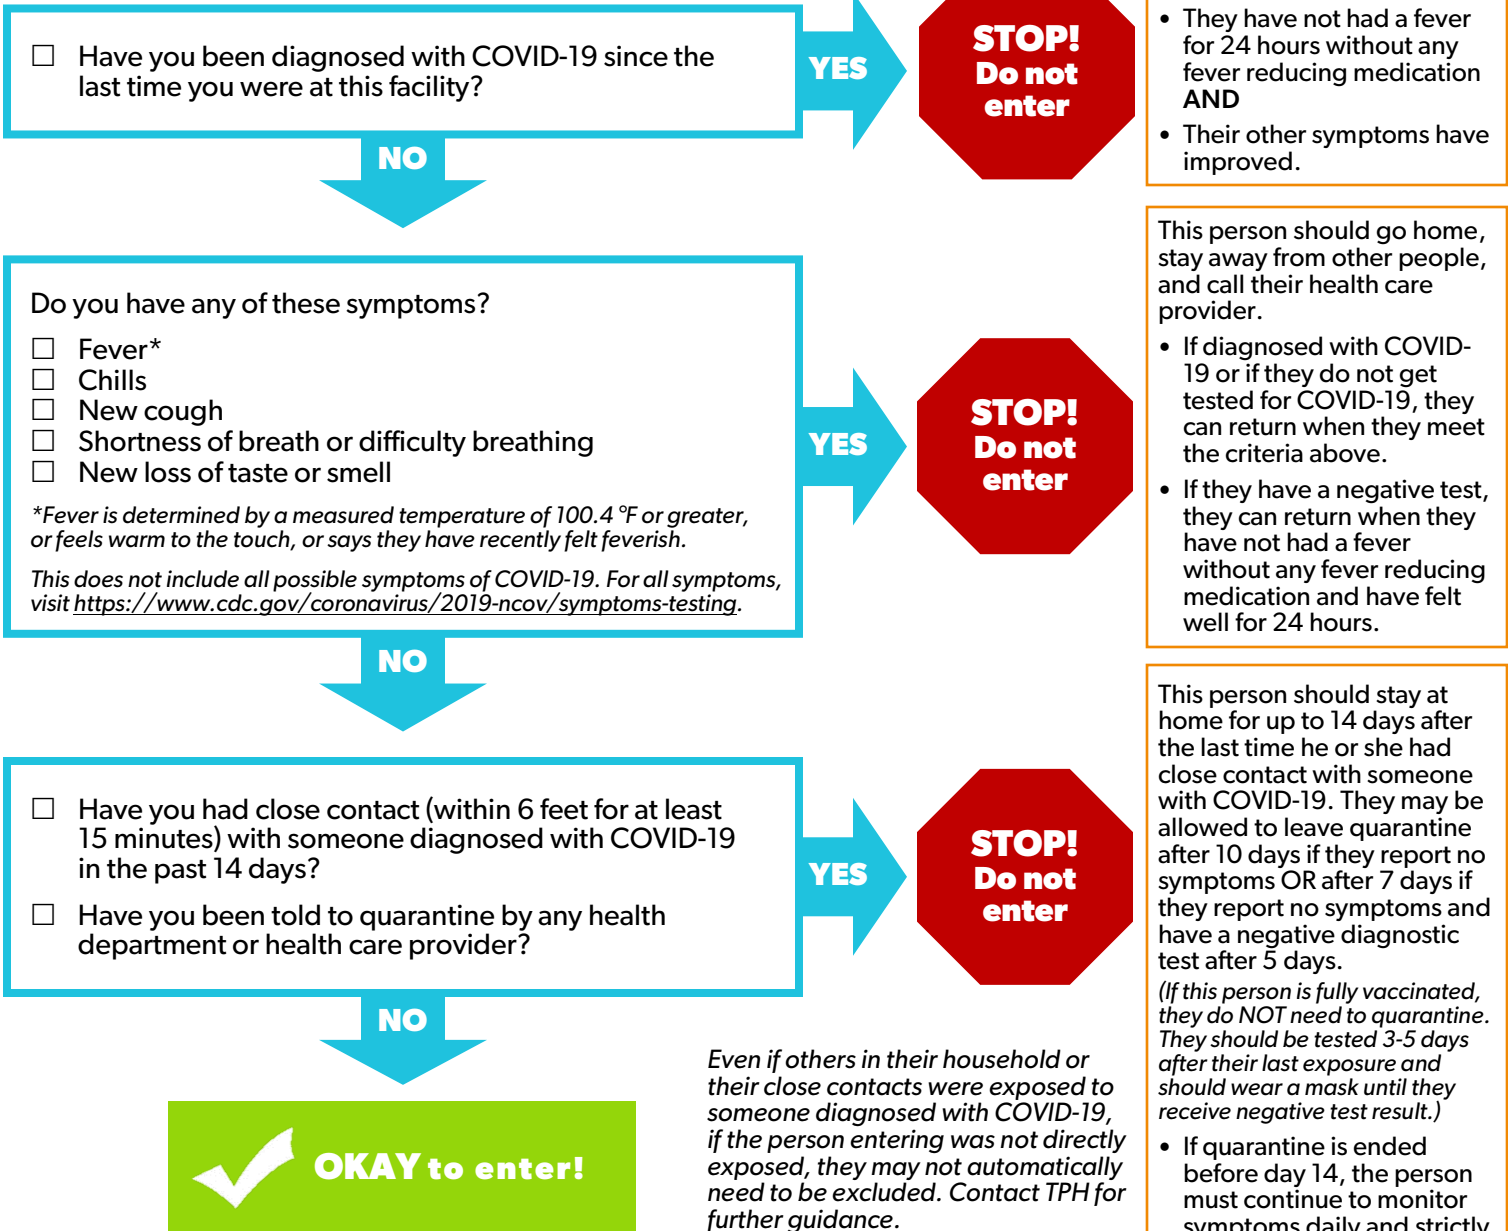 ☐ Have you been diagnosed with COVID-19 since the
last time you were at this facility?
YES
STOP!
Do not
enter
• They have not had a fever
for 24 hours without any
fever reducing medication
AND
• Their other symptoms have
improved.
NO
Do you have any of these symptoms?
☐ Fever*
☐ Chills
☐ New cough
☐ Shortness of breath or difficulty breathing
☐ New loss of taste or smell
*Fever is determined by a measured temperature of 100.4 °F or greater,
or feels warm to the touch, or says they have recently felt feverish.
This does not include all possible symptoms of COVID-19. For all symptoms,
visit https://www.cdc.gov/coronavirus/2019-ncov/symptoms-testing.
YES
STOP!
Do not
enter
This person should go home,
stay away from other people,
and call their health care
provider.
• If diagnosed with COVID-
19 or if they do not get
tested for COVID-19, they
can return when they meet
the criteria above.
• If they have a negative test,
they can return when they
have not had a fever
without any fever reducing
medication and have felt
well for 24 hours.
NO
☐ Have you had close contact (within 6 feet for at least
15 minutes) with someone diagnosed with COVID-19
in the past 14 days?
☐ Have you been told to quarantine by any health
department or health care provider?
YES
STOP!
Do not
enter
This person should stay at
home for up to 14 days after
the last time he or she had
close contact with someone
with COVID-19. They may be
allowed to leave quarantine
after 10 days if they report no
symptoms OR after 7 days if
they report no symptoms and
have a negative diagnostic
test after 5 days.
(If this person is fully vaccinated,
they do NOT need to quarantine.
They should be tested 3-5 days
after their last exposure and
should wear a mask until they
receive negative test result.)
• If quarantine is ended
before day 14, the person
must continue to monitor
symptoms daily and strictly
NO
OKAY to enter!
Even if others in their household or
their close contacts were exposed to
someone diagnosed with COVID-19,
if the person entering was not directly
exposed, they may not automatically
need to be excluded. Contact TPH for
further guidance.